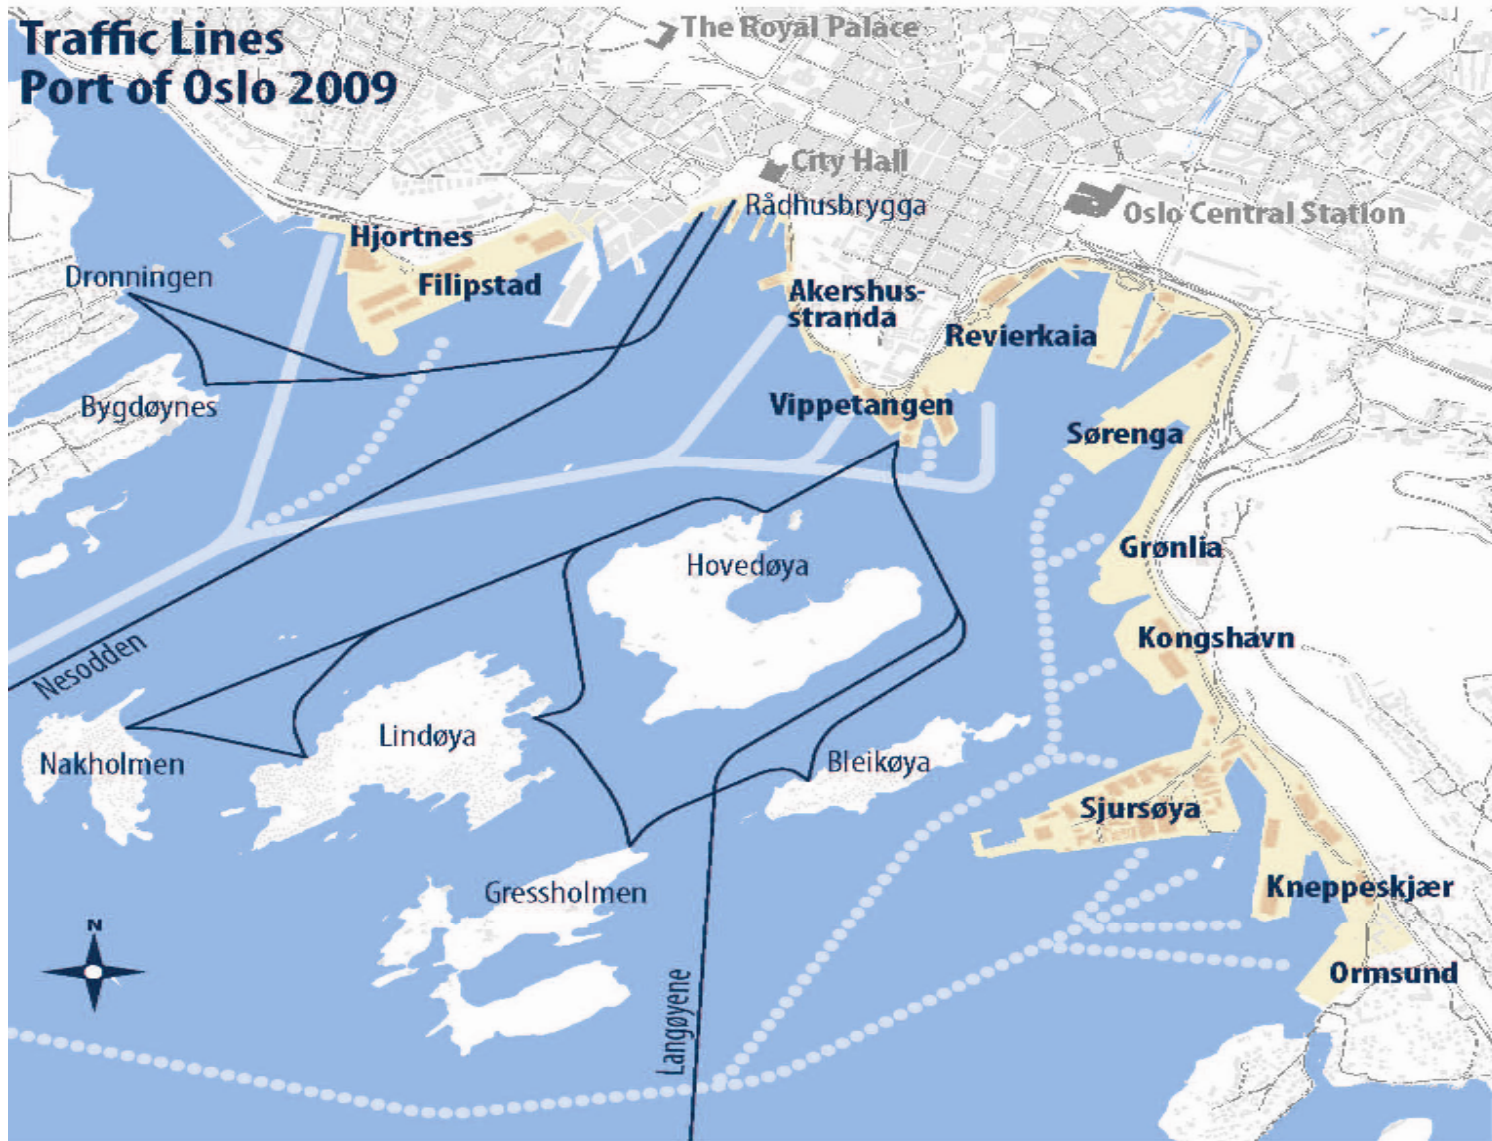 Traffic Lines
Port of Oslo 2009
The Royal Palace
City Hall
Rådhusbrygga
Oslo Central Station
Hjortnes
Dronningen
Filipstad
Akershus-
stranda
Revierkaia
Bygdøynes
Vippetangen
Sørenga
Grønlia
Hovedøya
Kongshavn
Nesodden
Nakholmen
Lindøya
Bleikøya
Sjursøya
Gressholmen
Kneppeskjær
N
Ormsund
Langøyene